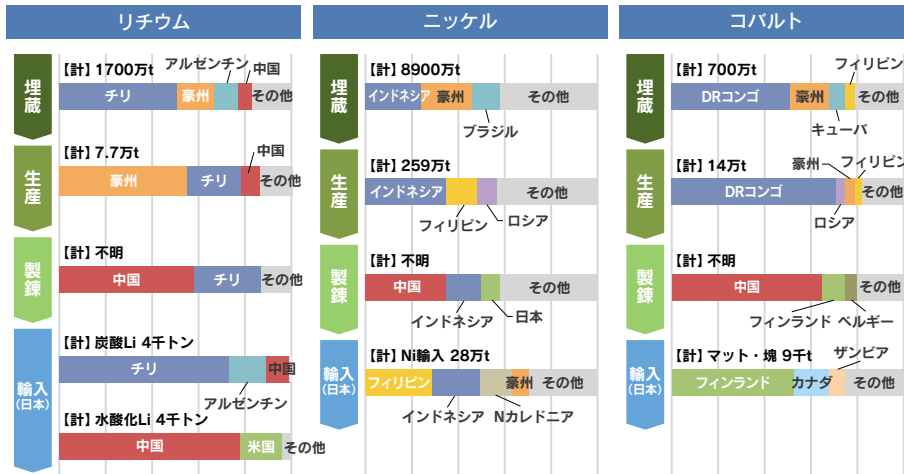 リチウム
ニッケル
コバルト
埋蔵
【計】1700万t
アルゼンチン
中国
チリ
豪州
その他
【計】8900万t
インドネシア
豪州
その他
ブラジル
【計】700万t
フィリピン
DRコンゴ
豪州
その他
キューバ
生産
【計】7.7万t
中国
豪州
チリ
その他
【計】259万t
インドネシア
その他
フィリピン
ロシア
【計】14万t
豪州
フィリピン
DRコンゴ
その他
ロシア
製錬
【計】不明
中国
チリ
その他
【計】不明
中国
その他
インドネシア
日本
【計】不明
中国
その他
フィンランド
ベルギー
輸入
(日本)
【計】炭酸Li 4千トン
チリ
中国
アルゼンチン
【計】水酸化Li 4千トン
中国
米国
その他
【計】Ni輸入 28万t
フィリピン
豪州
その他
インドネシア
Nカレドニア
【計】マット・塊 9千t
ザンビア
フィンランド
カナダ
その他